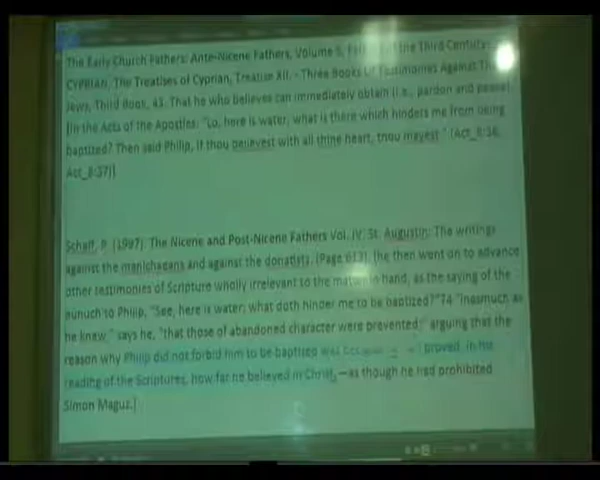 The Early Church Fathers: Ante-Nicene Fathers, Volume 5, of the Third Century
CYPRIAN, The Treatises of Cyprian, Treatise XII. - Three Books Of Testimonies Against The
Jews, Third Book, 43. That he who believes can immediately obtain (i.e., pardon and peace)
[In the Acts of the Apostles: "Lo, here is water; what is there which hinders me from being
baptized? Then said Philip, If thou believest with all thine heart, thou mayest." (Act_8:36,
Act_8:37)]
Schaff, P. (1997). The Nicene and Post-Nicene Fathers Vol. IV: St. Augustin: The writings
against the manichaeans and against the donatists. (Page [he then went on to advance
other testimonies of Scripture wholly irrelevant to the matter in hand, as the saying of the
eunuch to Philip, "See, here is water; what doth hinder me to be baptized?"74 "Inasmuch as
he knew," says he, "that those of abandoned character were prevented;" arguing that the
reason why Philip did not forbid him to be baptized was because proved, in his
reading of the Scriptures, how far he believed in Christ,—as though he had prohibited
Simon Maguz.]